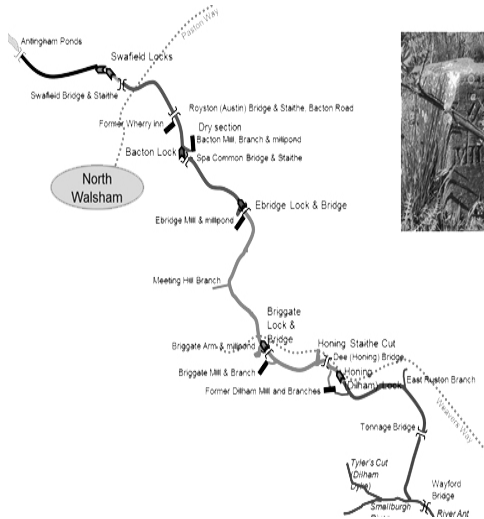 Paston Way
Antingham Ponds
Swafield Locks
Swafield Bridge & Staithe
Royston (Austin) Bridge & Staithe, Bacton Road
Former Wherry Inn
Dry section
Bacton Mill, Branch & millpond
Bacton Lock
Spa Common Bridge & Staithe
North
Walsham
Ebridge Lock & Bridge
Ebridge Mill & millpond
Meeting Hill Branch
Briggate
Lock &
Bridge
Briggate Arm & millpond
Honing Staithe Cut
Dee (Honing) Bridge
Briggate Mill & Branch
Honing
(Dilham) Lock
East Ruston Branch
Former Dilham Mill and Branches
Weavers Way
Tonnage Bridge
Tyler's Cut
(Dilham
Dyke)
Wayford
Bridge
Smallburgh
River Ant